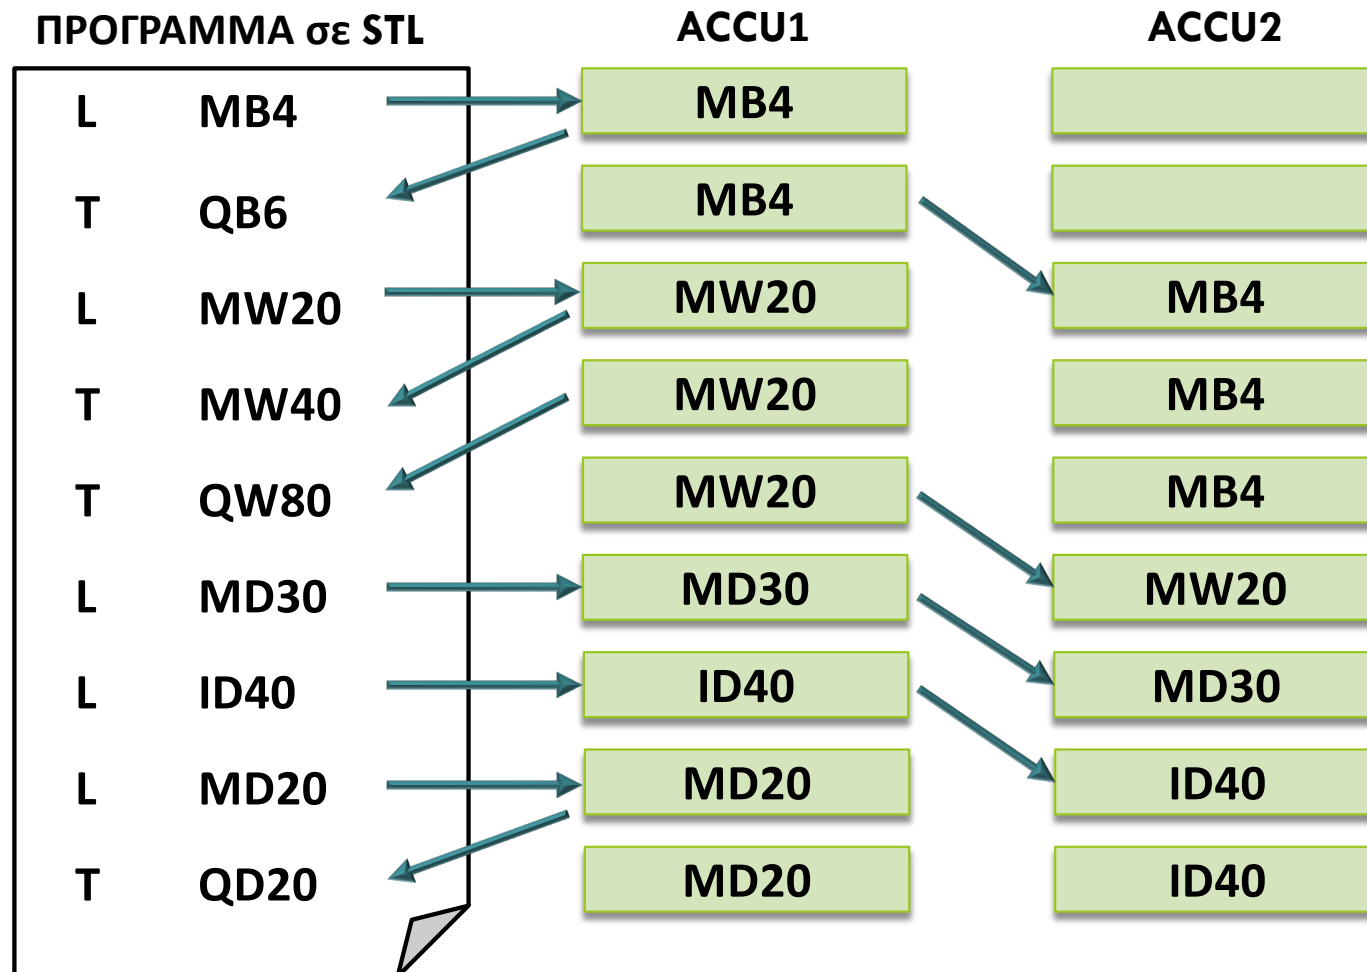 ΠΡΟΓΡΑΜΜΑ σε STL ACCU1 ACCU2
L MB4 MB4
T QB6 MB4
L MW20 MW20 MB4
T MW40 MW20 MB4
T QW80 MW20 MB4
L MD30 MD30 MW20
L ID40 ID40 MD30
L MD20 MD20 ID40
T QD20 MD20 ID40